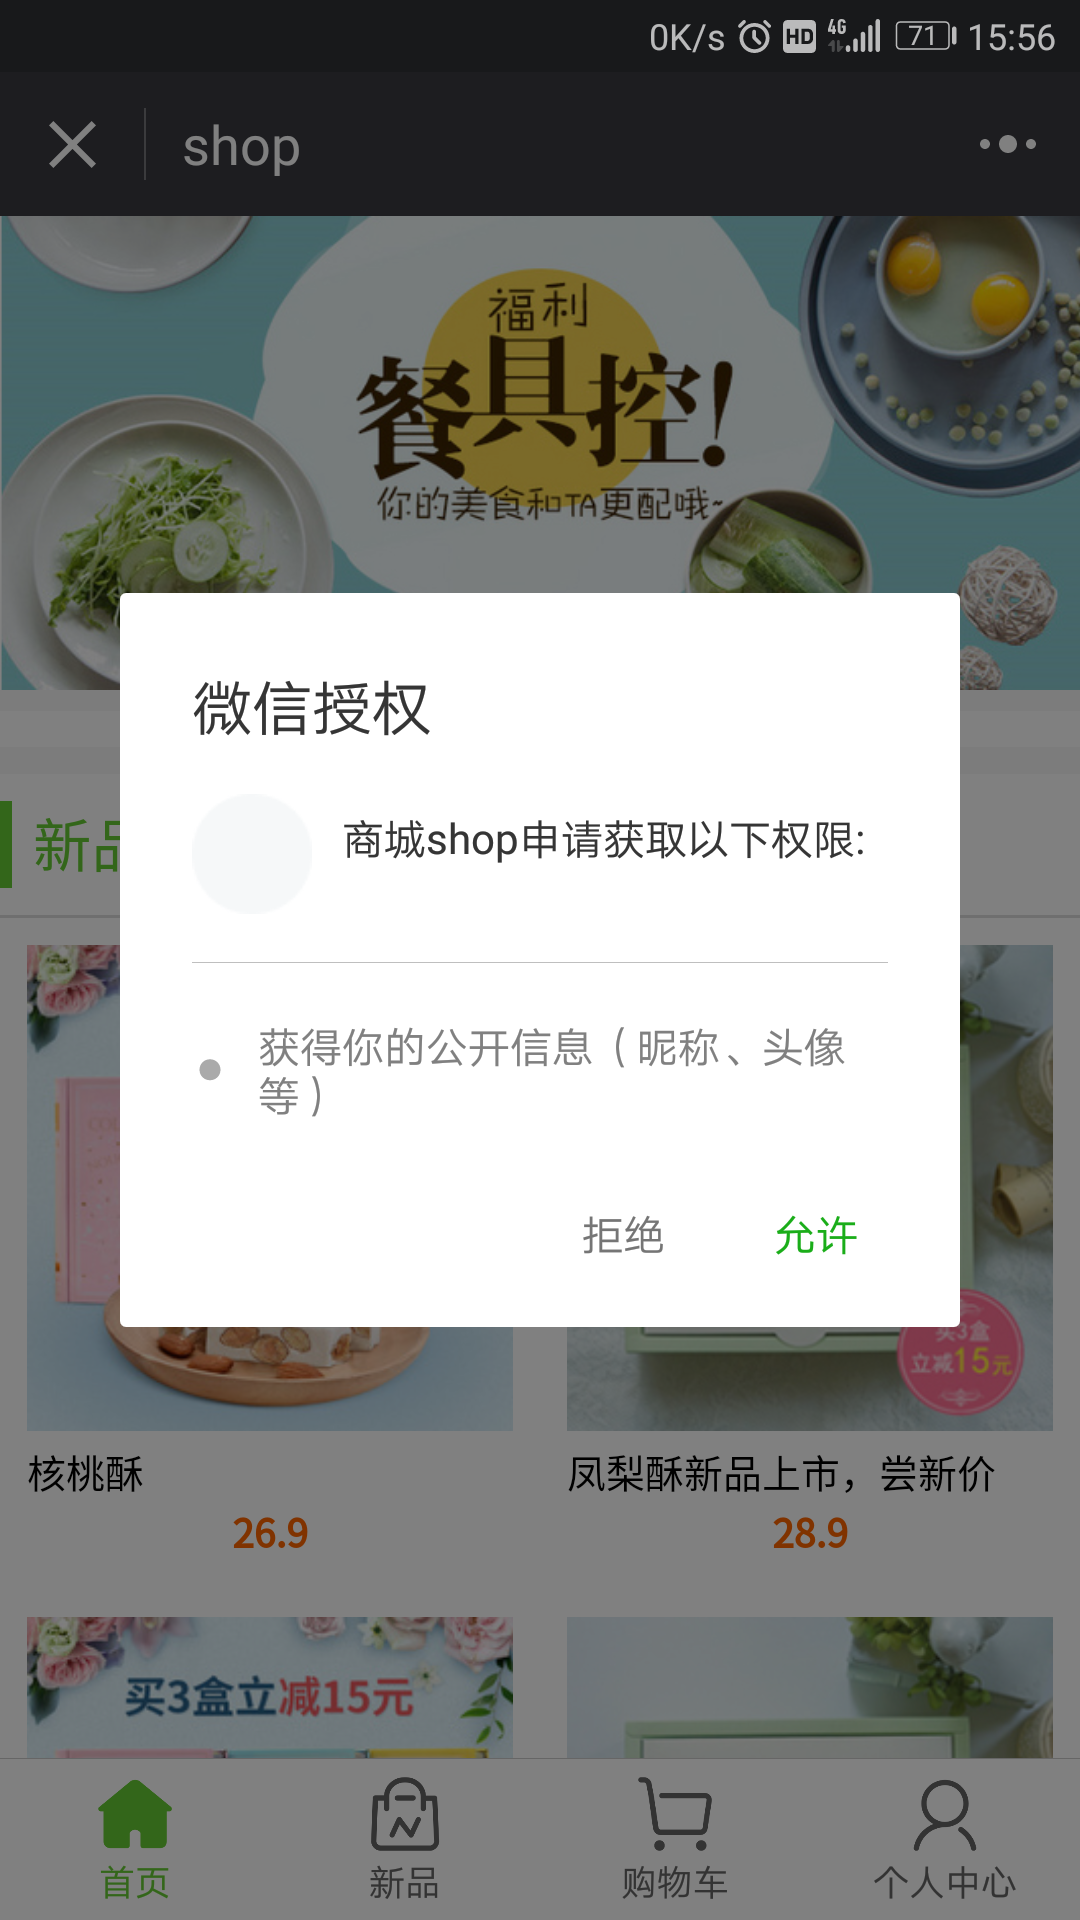 0K/s HD 4G 71 15:56
shop
福利
餐具控!
你的美食和TA更配哦~
微信授权
新品
商城shop申请获取以下权限:
获得你的公开信息（昵称、头像
等）
拒绝 允许
买3盒
立减15元
核桃酥 凤梨酥新品上市，尝新价
26.9 28.9
买3盒立减15元
首页 新品 购物车 个人中心